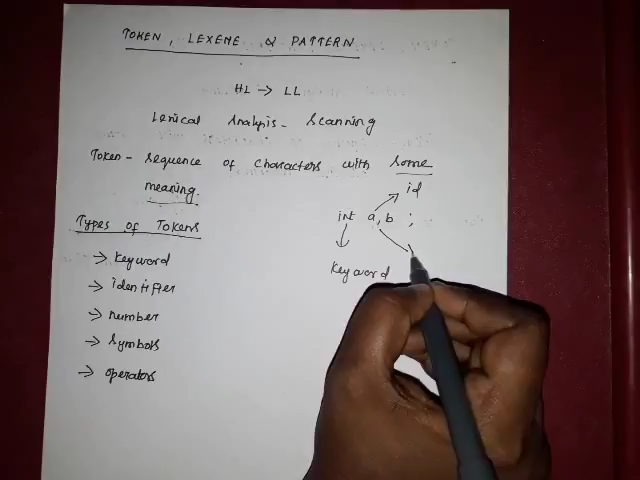 TOKEN, LEXEME & PATTERN
HL → LL
Lexical Analysis - Scanning
Token - sequence of characters with some
meaning.
Types of Tokens
→ keyword
→ identifier
→ number
→ symbols
→ operators
id
int a, b ;
keyword